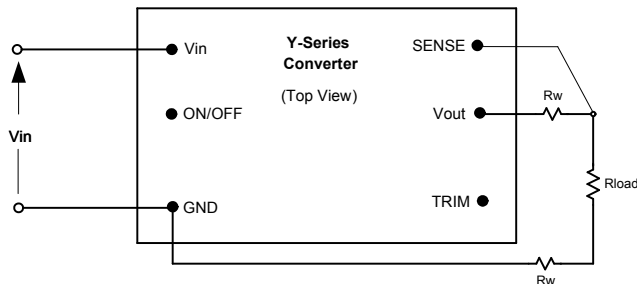 Y-Series
Converter
(Top View)
Vin
SENSE
ON/OFF
Vout
Rw
Vin
Rload
GND
TRIM
Rw